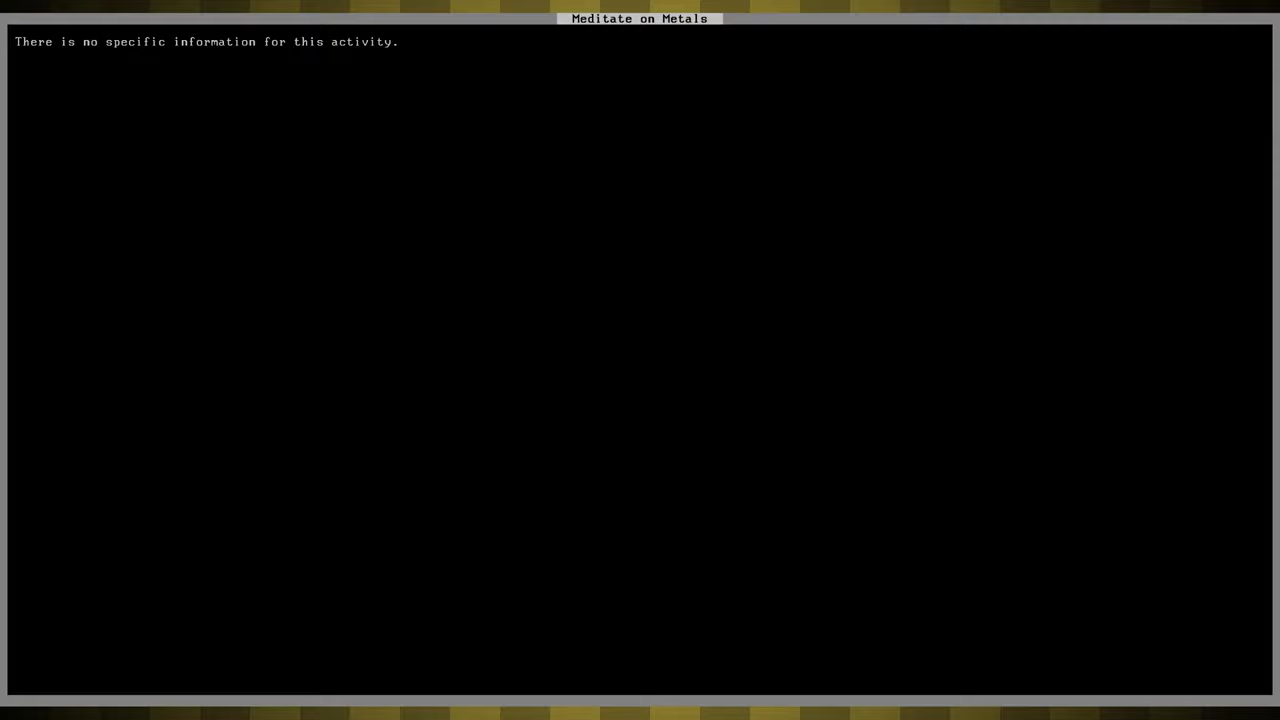 Meditate on Metals
There is no specific information for this activity.